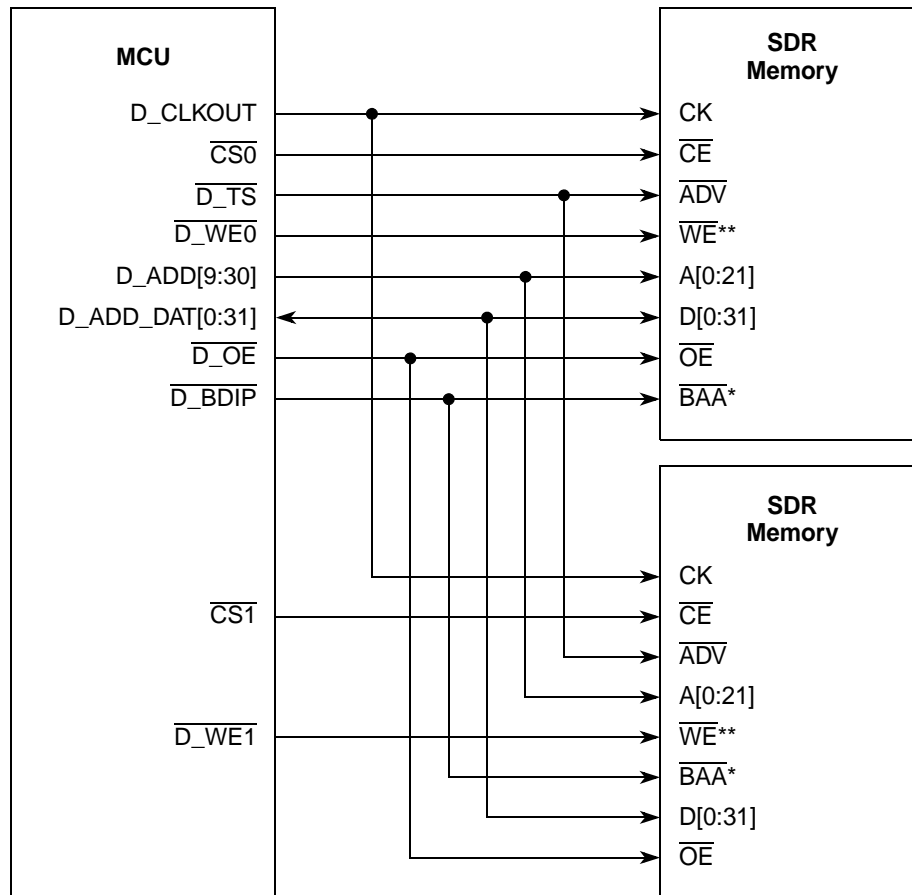 MCU
D_CLKOUT
CS0
D_TS
D_WE0
D_ADD[9:30]
D_ADD_DAT[0:31]
D_OE
D_BDIP
CS1
D_WE1
SDR
Memory
CK
CE
ADV
WE**
A[0:21]
D[0:31]
OE
BAA*
SDR
Memory
CK
CE
ADV
A[0:21]
WE**
BAA*
D[0:31]
OE